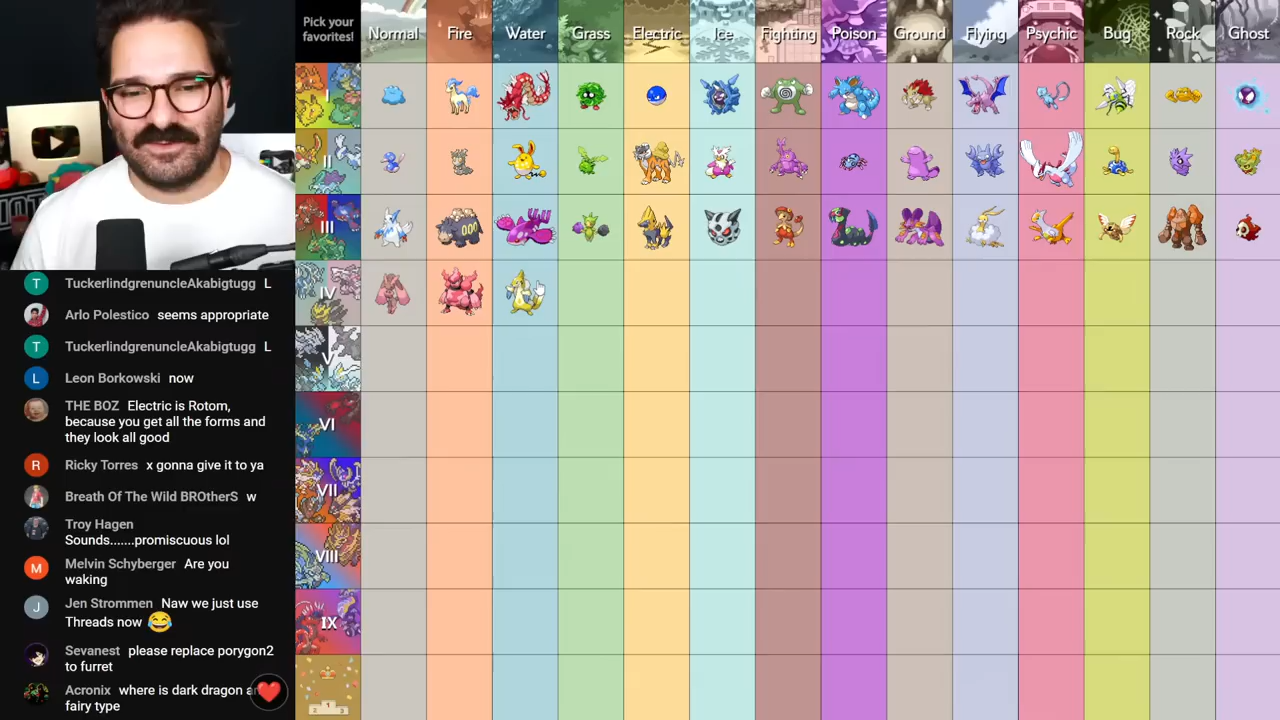 Pick your
favorites!
Normal
Fire
Water
Grass
Electric
Ice
Fighting
Poison
Ground
Flying
Psychic
Bug
Rock
Ghost
I
II
III
IV
V
VI
VII
VIII
IX
2 1 3
T TuckerlindgrenuncleAkabigtugg L
Arlo Polestico seems appropriate
T TuckerlindgrenuncleAkabigtugg L
L Leon Borkowski now
THE BOZ Electric is Rotom,
because you get all the forms and
they look all good
R Ricky Torres x gonna give it to ya
Breath Of The Wild BROtherS w
Troy Hagen
Sounds.......promiscuous lol
M Melvin Schyberger Are you
waking
J Jen Strommen Naw we just use
Threads now 😂
Sevanest please replace porygon2
to furret
Acronix where is dark dragon
fairy type